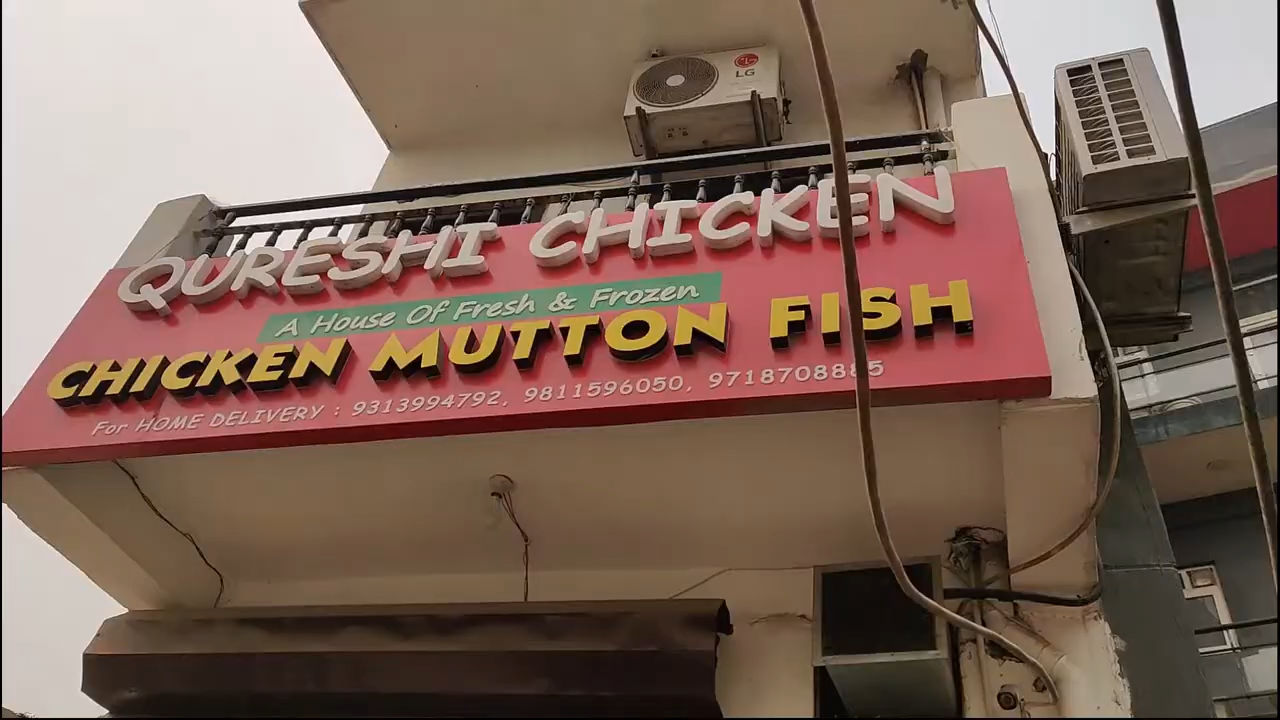 LG
QURESHI CHICKEN
A House Of Fresh & Frozen
CHICKEN MUTTON FISH
For HOME DELIVERY : 9313994792, 9811596050, 9718708885